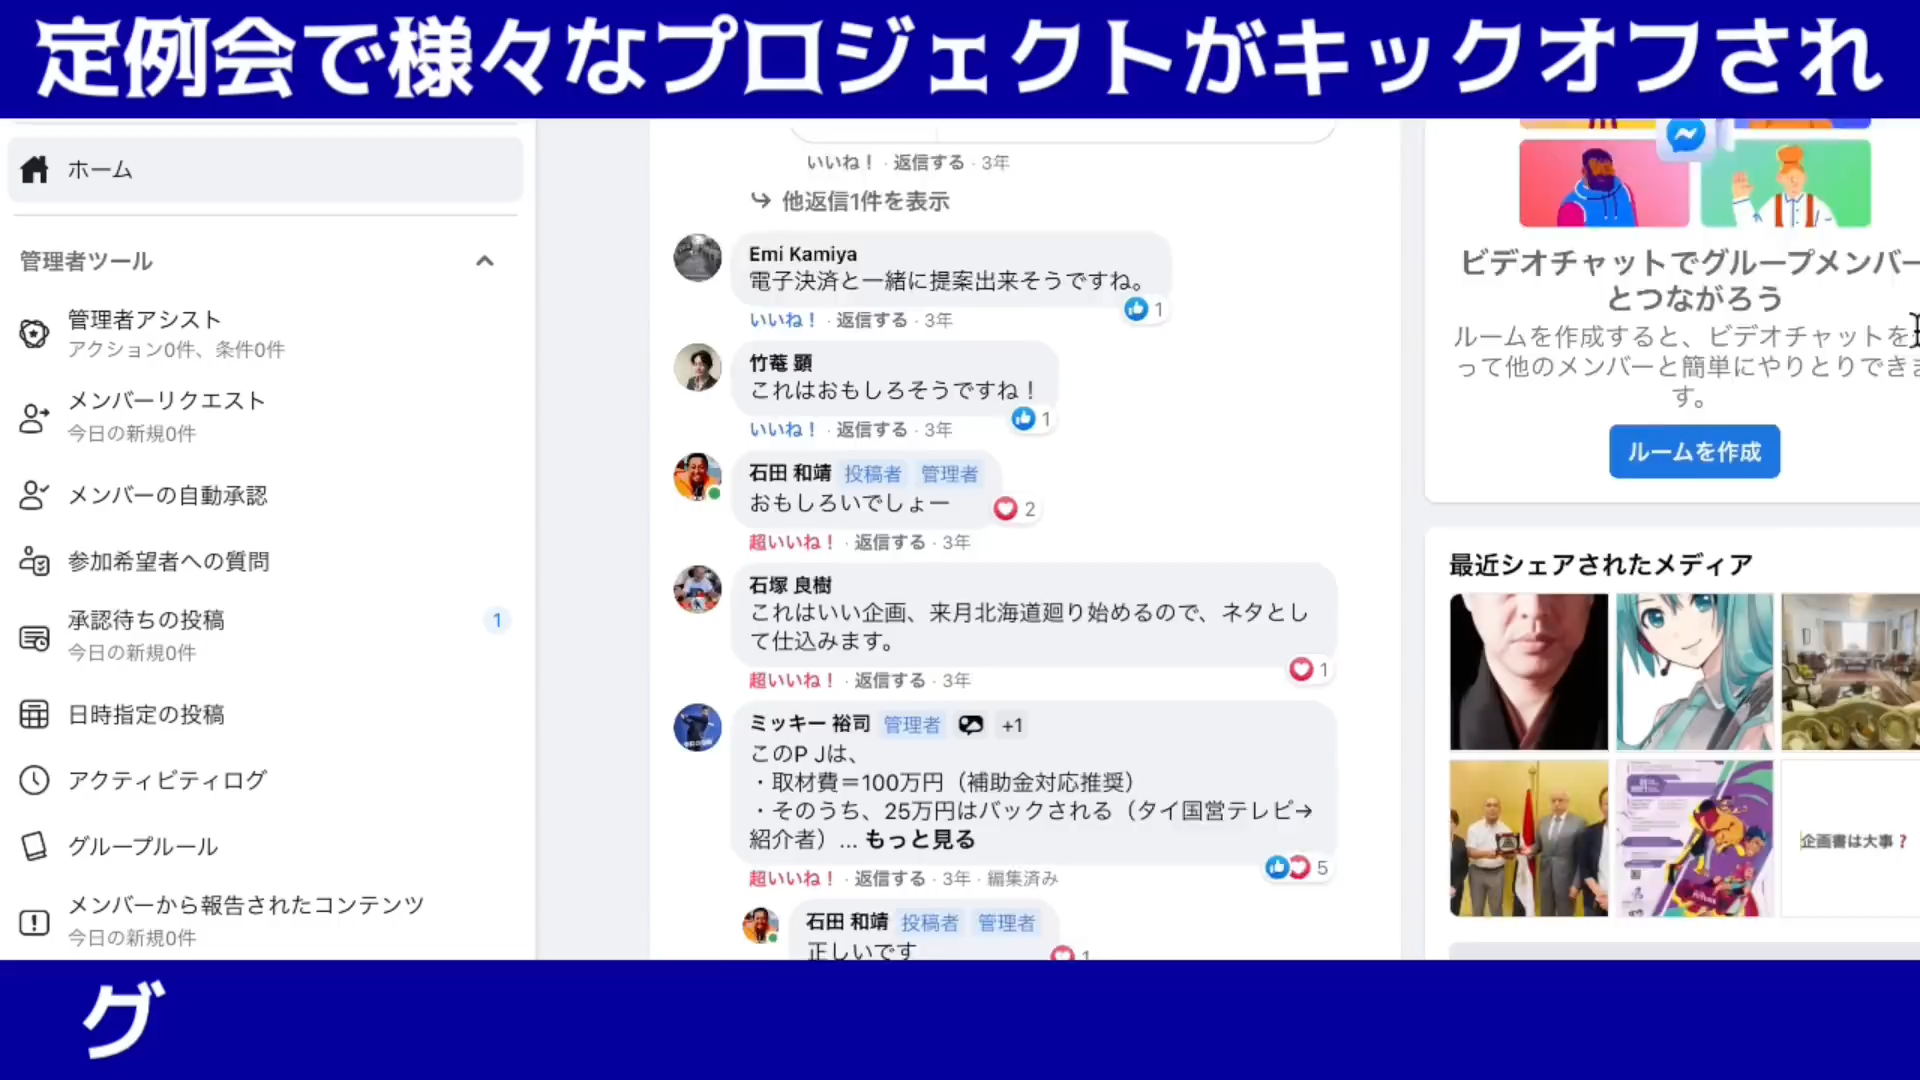 定例会で様々なプロジェクトがキックオフされ
ホーム
管理者ツール
管理者アシスト
アクション0件、条件0件
メンバーリクエスト
今日の新規0件
メンバーの自動承認
参加希望者への質問
承認待ちの投稿
今日の新規0件
1
日時指定の投稿
アクティビティログ
グループルール
メンバーから報告されたコンテンツ
今日の新規0件
いいね！ · 返信する · 3年
他返信1件を表示
Emi Kamiya
電子決済と一緒に提案出来そうですね。
1
いいね！ · 返信する · 3年
竹菴 顕
これはおもしろそうですね！
1
いいね！ · 返信する · 3年
石田 和靖 投稿者 管理者
おもしろいでしょー
2
超いいね！ · 返信する · 3年
石塚 良樹
これはいい企画、来月北海道廻り始めるので、ネタとし
て仕込みます。
1
超いいね！ · 返信する · 3年
ミッキー 裕司 管理者 +1
このＰＪは、
・取材費＝100万円（補助金対応推奨）
・そのうち、25万円はバックされる（タイ国営テレビ→
紹介者）... もっと見る
5
超いいね！ · 返信する · 3年 · 編集済み
石田 和靖 投稿者 管理者
正しいです
1
ビデオチャットでグループメンバー
とつながろう
ルームを作成すると、ビデオチャットを
って他のメンバーと簡単にやりとりできま
す。
ルームを作成
最近シェアされたメディア
企画書は大事？
グ